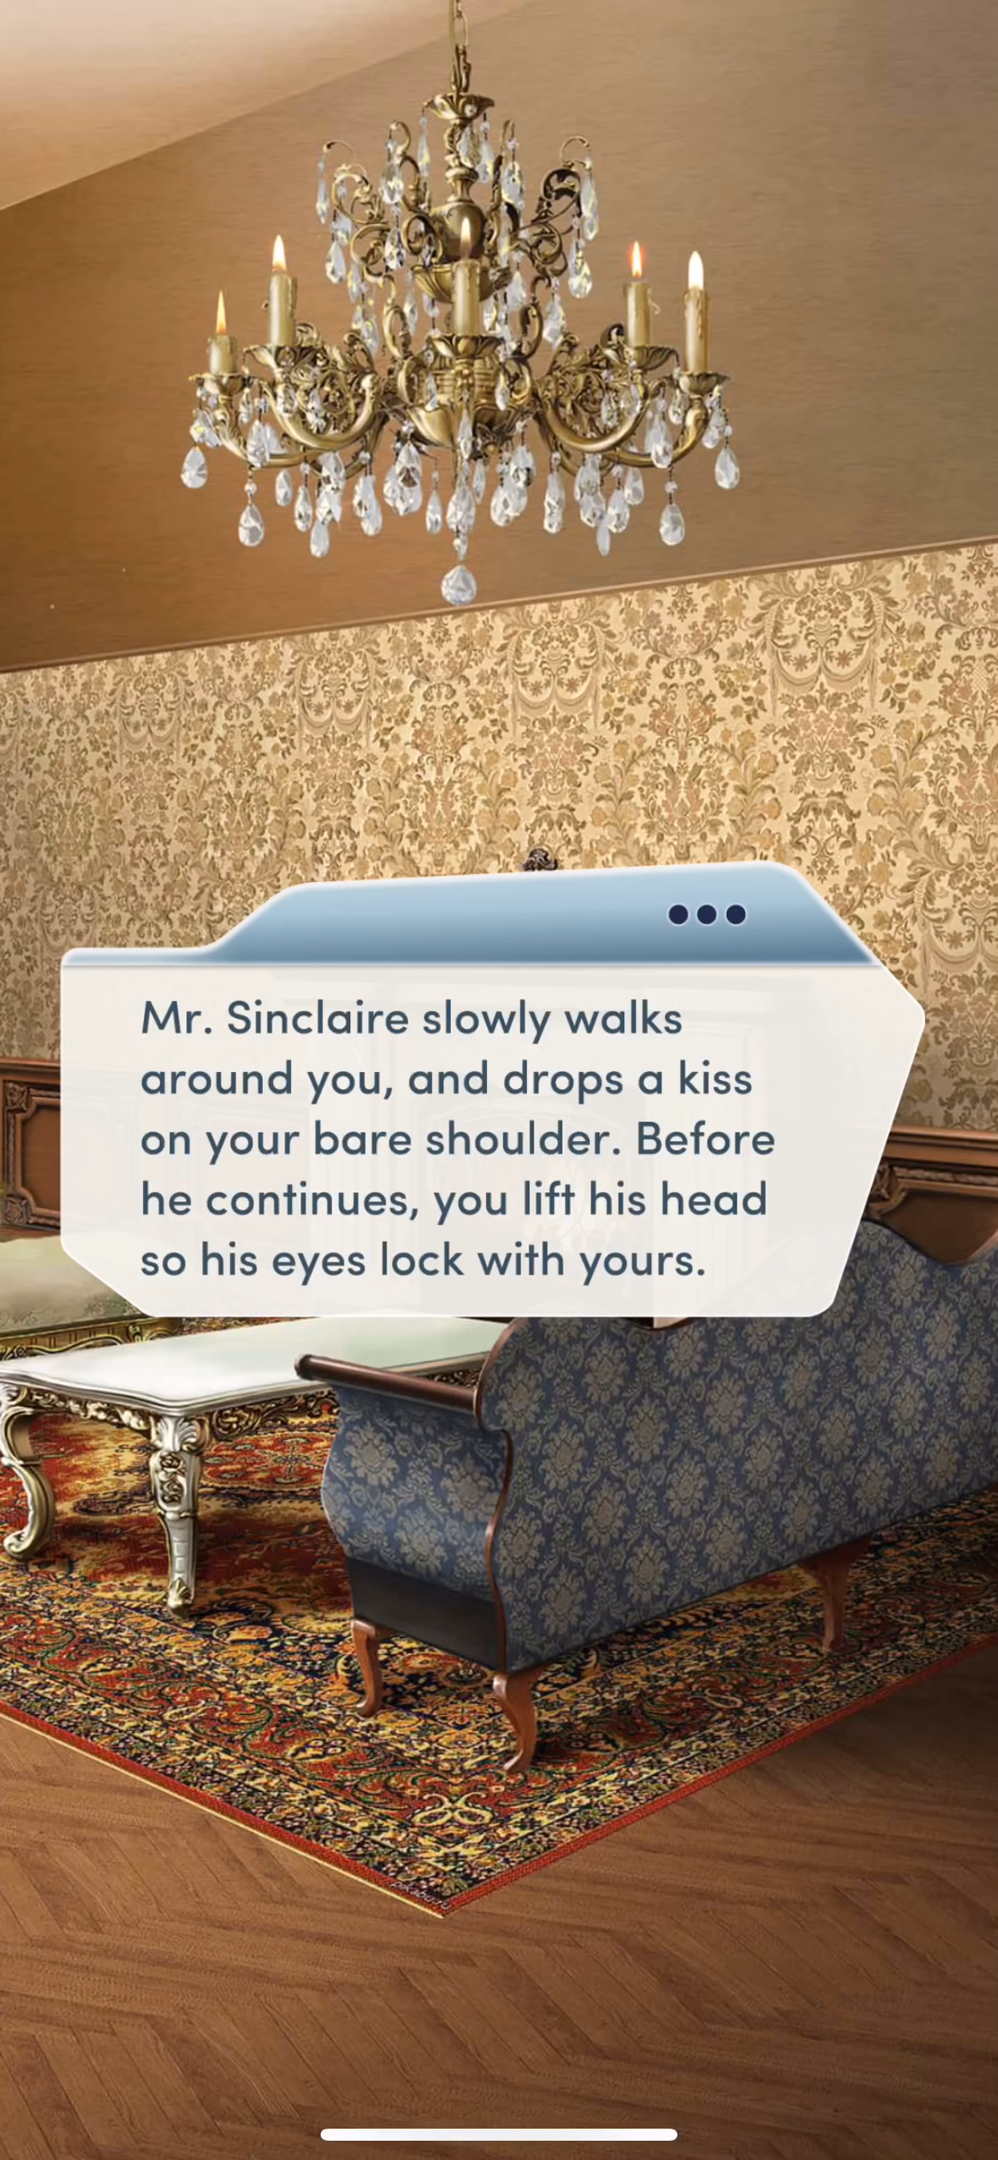 Mr. Sinclaire slowly walks
around you, and drops a kiss
on your bare shoulder. Before
he continues, you lift his head
so his eyes lock with yours.